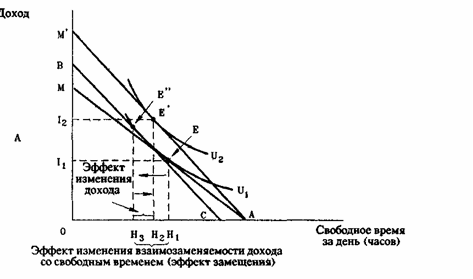 Доход
M'
B
M
E''
E'
I2
E
A
U2
I1
Эффект
изменения
дохода
U1
0
C
A
H3 H2 H1
Свободное время
за день (часов)
Эффект изменения взаимозаменяемости дохода
со свободным временем (эффект замещения)